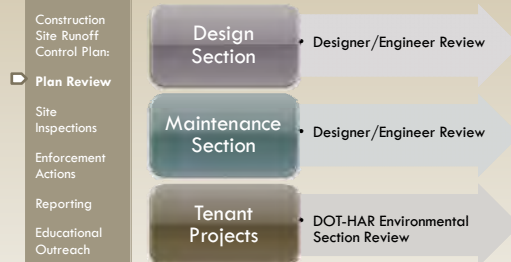 Construction
Site Runoff
Control Plan:
Plan Review
Site
Inspections
Enforcement
Actions
Reporting
Educational
Outreach
Design
Section
• Designer/Engineer Review
Maintenance
Section
• Designer/Engineer Review
Tenant
Projects
• DOT-HAR Environmental
Section Review